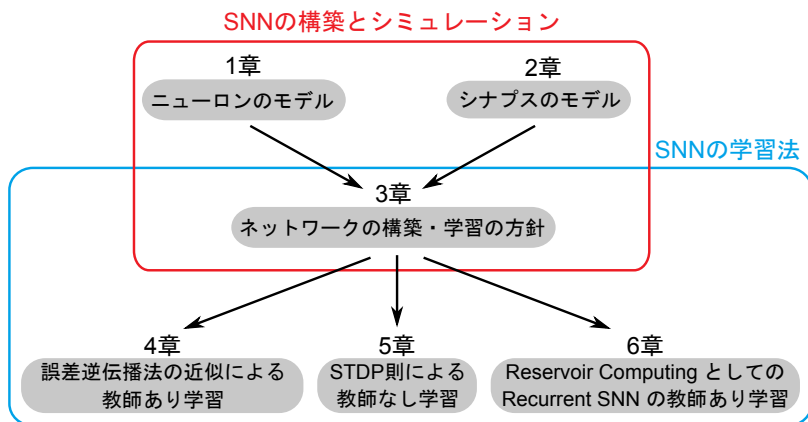 SNNの構築とシミュレーション
1章
ニューロンのモデル
2章
シナプスのモデル
SNNの学習法
3章
ネットワークの構築・学習の方針
4章
誤差逆伝播法の近似による
教師あり学習
5章
STDP則による
教師なし学習
6章
Reservoir Computing としての
Recurrent SNN の教師あり学習